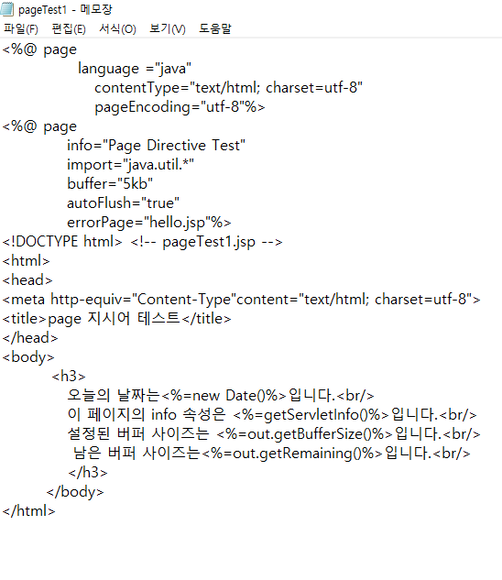 pageTest1 - 메모장
파일(F) 편집(E) 서식(O) 보기(V) 도움말
<%@ page
language ="java"
contentType="text/html; charset=utf-8"
pageEncoding="utf-8"%>
<%@ page
info="Page Directive Test"
import="java.util.*"
buffer="5kb"
autoFlush="true"
errorPage="hello.jsp"%>
<!DOCTYPE html> <!-- pageTest1.jsp -->
<html>
<head>
<meta http-equiv="Content-Type"content="text/html; charset=utf-8">
<title>page 지시어 테스트</title>
</head>
<body>
<h3>
오늘의 날짜는<%=new Date()%>입니다.<br/>
이 페이지의 info 속성은 <%=getServletInfo()%>입니다.<br/>
설정된 버퍼 사이즈는 <%=out.getBufferSize()%>입니다.<br/>
남은 버퍼 사이즈는<%=out.getRemaining()%>입니다.<br/>
</h3>
</body>
</html>